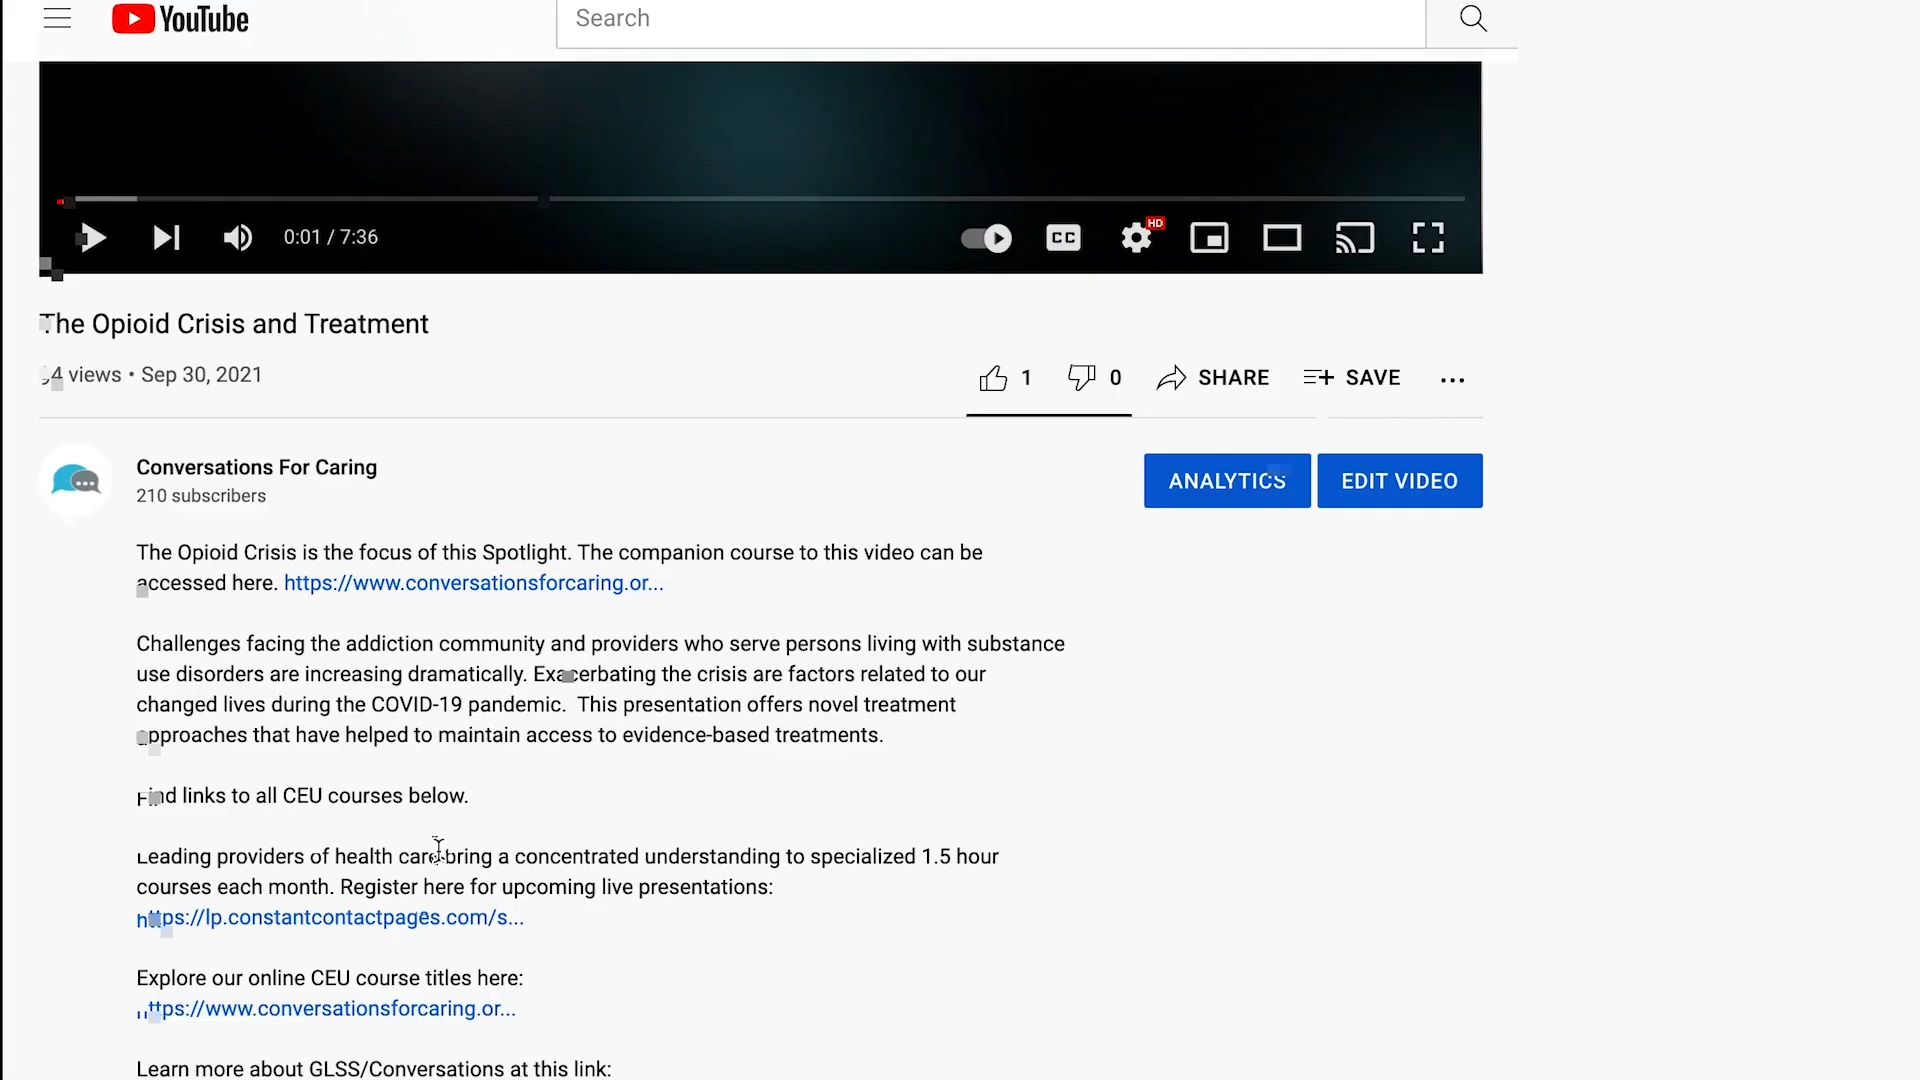 YouTube
Search
HD
CC
0:01 / 7:36
The Opioid Crisis and Treatment
94 views • Sep 30, 2021
1
0
SHARE
SAVE
Conversations For Caring
210 subscribers
ANALYTICS
EDIT VIDEO
The Opioid Crisis is the focus of this Spotlight. The companion course to this video can be
accessed here. https://www.conversationsforcaring.or...
Challenges facing the addiction community and providers who serve persons living with substance
use disorders are increasing dramatically. Exacerbating the crisis are factors related to our
changed lives during the COVID-19 pandemic.  This presentation offers novel treatment
approaches that have helped to maintain access to evidence-based treatments.
Find links to all CEU courses below.
Leading providers of health care bring a concentrated understanding to specialized 1.5 hour
courses each month. Register here for upcoming live presentations:
https://lp.constantcontactpages.com/s...
Explore our online CEU course titles here:
https://www.conversationsforcaring.or...
Learn more about GLSS/Conversations at this link: